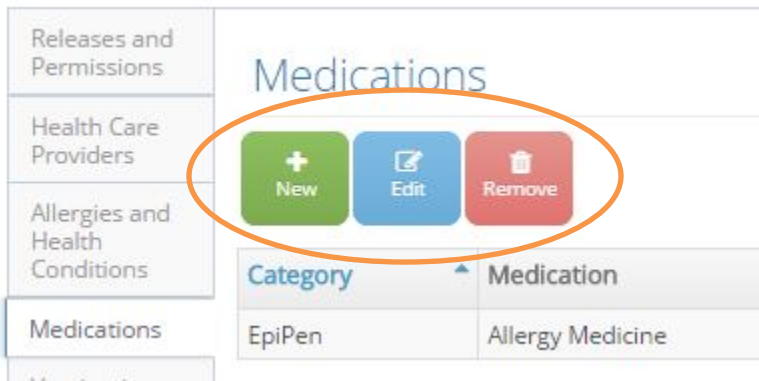 Releases and
Permissions
Health Care
Providers
Allergies and
Health
Conditions
Medications
Medications
New Edit Remove
Category Medication
EpiPen Allergy Medicine